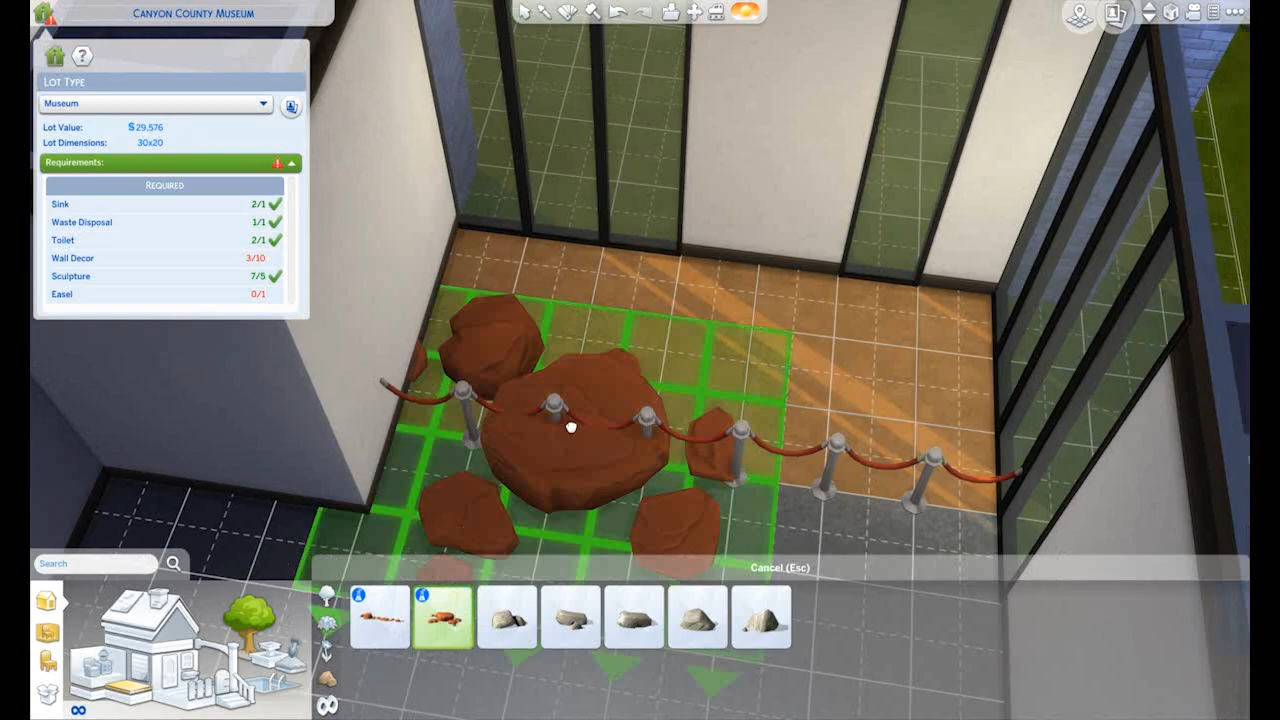 CANYON COUNTY MUSEUM
?
LOT TYPE
Museum
Lot Value: §29,576
Lot Dimensions: 30x20
Requirements:
REQUIRED
Sink 2/1
Waste Disposal 1/1
Toilet 2/1
Wall Decor 3/10
Sculpture 7/5
Easel 0/1
Search
Cancel (Esc)